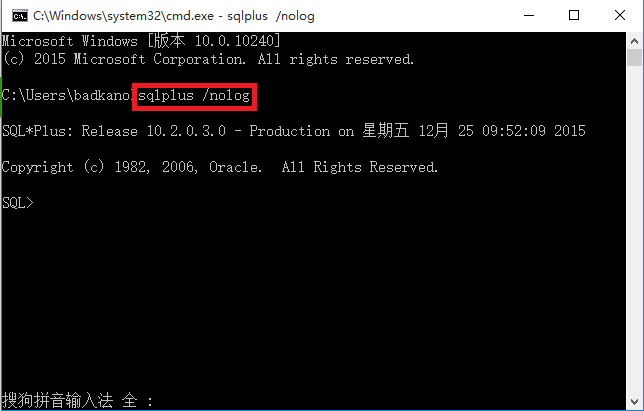 C:\Windows\system32\cmd.exe - sqlplus /nolog
Microsoft Windows [版本 10.0.10240]
(c) 2015 Microsoft Corporation. All rights reserved.
C:\Users\badkano>sqlplus /nolog
SQL*Plus: Release 10.2.0.3.0 - Production on 星期五 12月 25 09:52:09 2015
Copyright (c) 1982, 2006, Oracle.  All Rights Reserved.
SQL>
搜狗拼音输入法 全 :